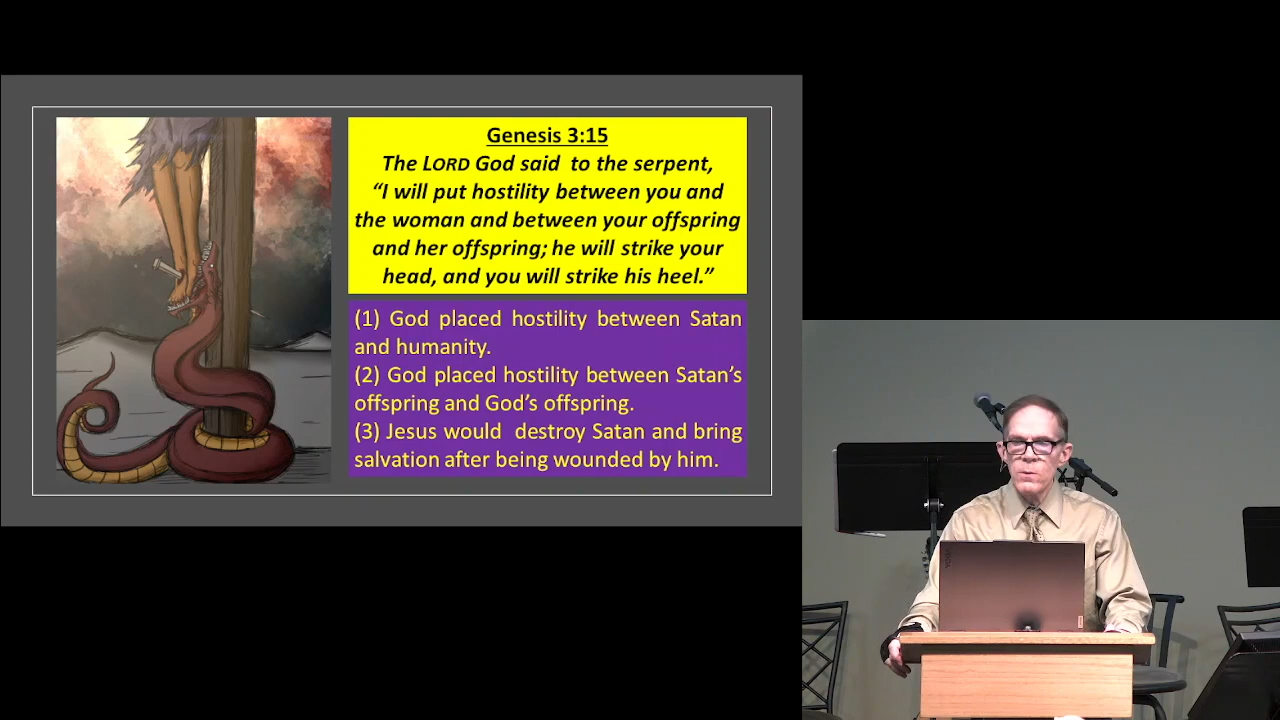 Genesis 3:15
The LORD God said  to the serpent,
“I will put hostility between you and
the woman and between your offspring
and her offspring; he will strike your
head, and you will strike his heel.”
(1) God placed hostility between Satan
and humanity.
(2) God placed hostility between Satan’s
offspring and God’s offspring.
(3) Jesus would  destroy Satan and bring
salvation after being wounded by him.